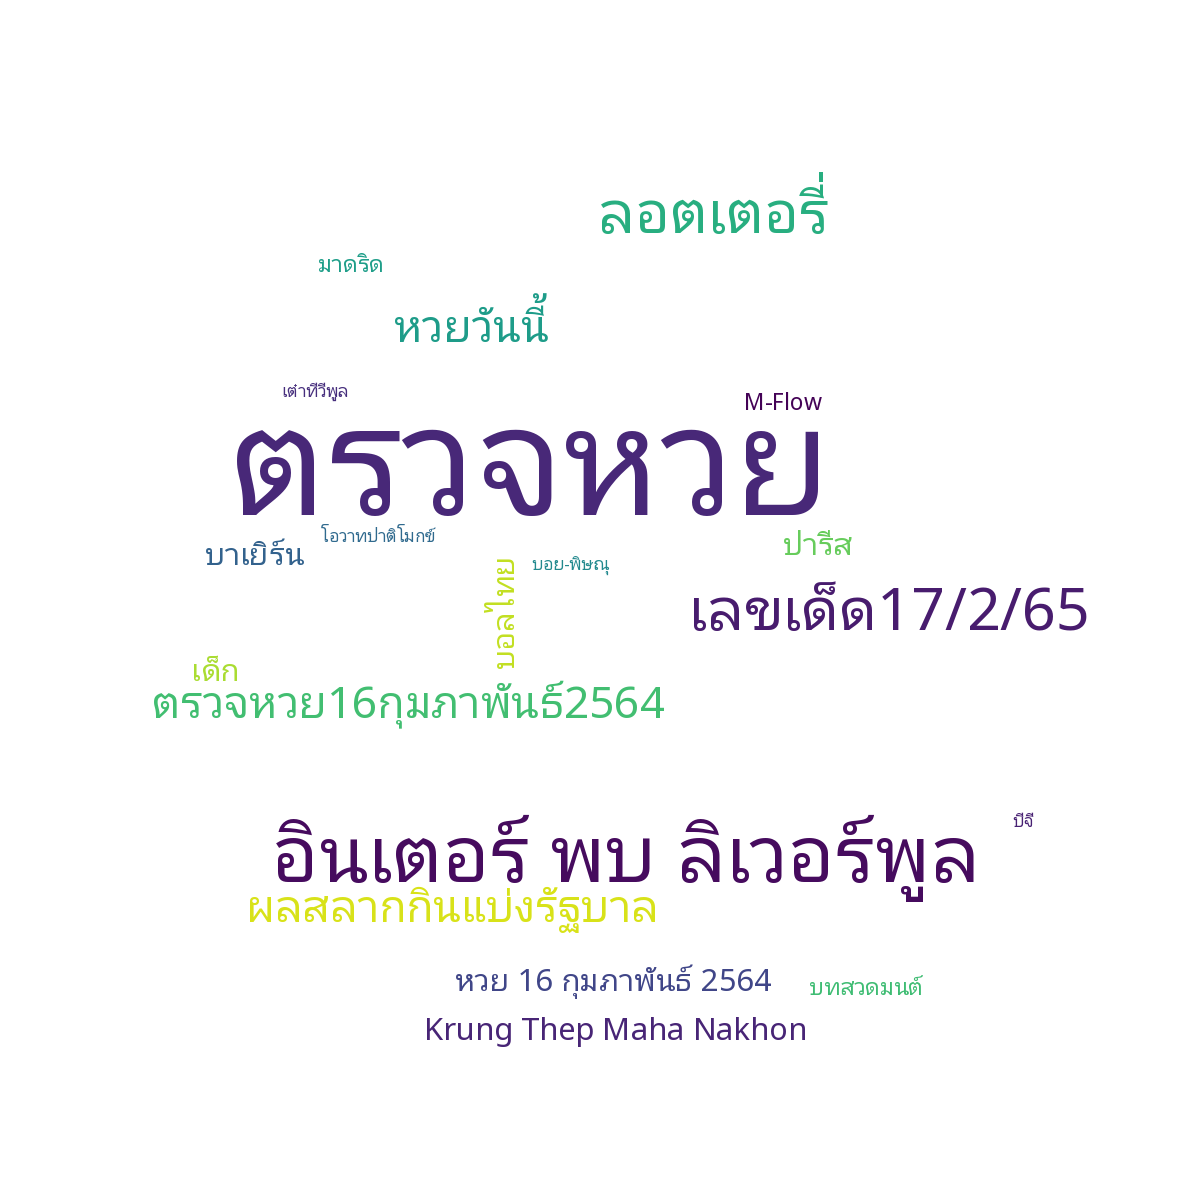 ลอตเตอรี่
มาดริด
หวยวันนี้
เต๋าทีวีพูล
M-Flow
ตรวจหวย
โอวาทปาติโมกข์
บาเยิร์น
ปารีส
บอย-พิษณุ
บอลไทย
เลขเด็ด17/2/65
เด็ก
ตรวจหวย16กุมภาพันธ์2564
บีจี
อินเตอร์ พบ ลิเวอร์พูล
ผลสลากกินแบ่งรัฐบาล
หวย 16 กุมภาพันธ์ 2564
บทสวดมนต์
Krung Thep Maha Nakhon